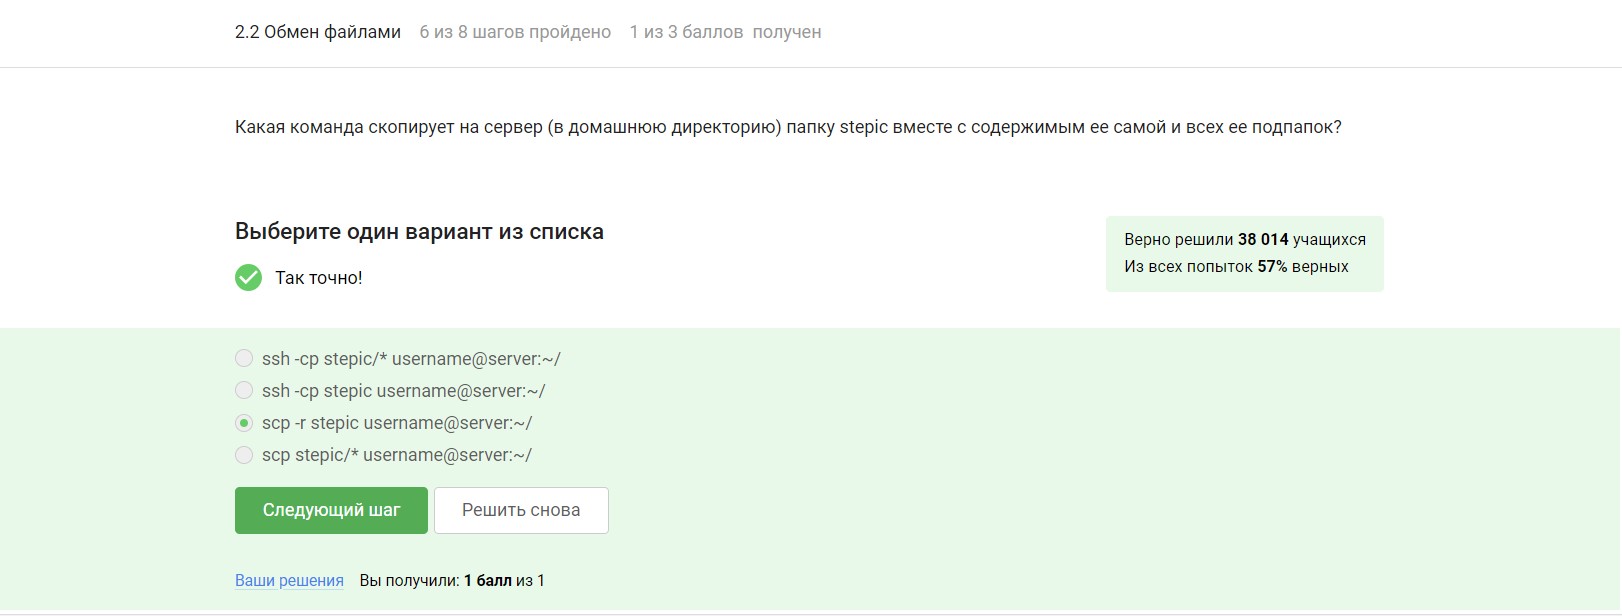 2.2 Обмен файлами 6 из 8 шагов пройдено 1 из 3 баллов получен
Какая команда скопирует на сервер (в домашнюю директорию) папку stepic вместе с содержимым ее самой и всех ее подпапок?
Выберите один вариант из списка
Так точно!
Верно решили 38 014 учащихся
Из всех попыток 57% верных
ssh -cp stepic/* username@server:~/
ssh -cp stepic username@server:~/
scp -r stepic username@server:~/
scp stepic/* username@server:~/
Следующий шаг Решить снова
Ваши решения Вы получили: 1 балл из 1